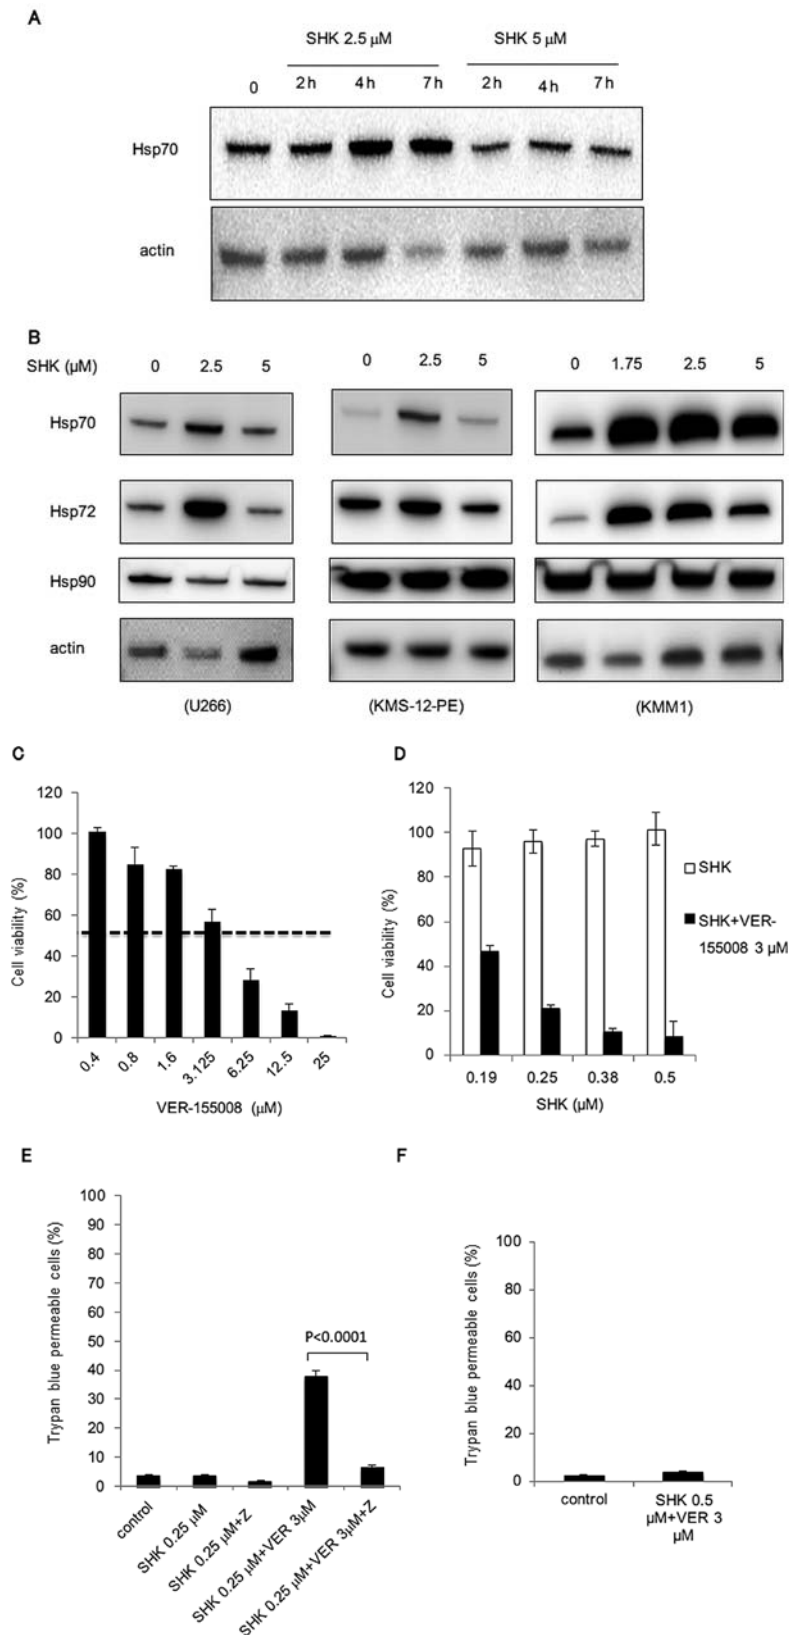 A
SHK 2.5 μM SHK 5 μM
0 2h 4h 7h 2h 4h 7h
Hsp70
actin
B
SHK (μM) 0 2.5 5 0 2.5 5 0 1.75 2.5 5
Hsp70
Hsp72
Hsp90
actin
(U266) (KMS-12-PE) (KMM1)
C
Cell viability (%)
120
100
80
60
40
20
0
0.4 0.8 1.6 3.125 6.25 12.5 25
VER-155008 (μM)
D
Cell viability (%)
120
100
80
60
40
20
0
0.19 0.25 0.38 0.5
SHK (μM)
SHK
SHK+VER-
155008 3 μM
E
Trypan blue permeable cells (%)
100
90
80
70
60
50
40
30
20
10
0
P<0.0001
control
SHK 0.25 μM
SHK 0.25 μM+Z
SHK 0.25 μM+VER 3μM
SHK 0.25 μM+VER 3μM+Z
F
Trypan blue permeable cells (%)
100
80
60
40
20
0
control
SHK 0.5
μM+VER 3
μM